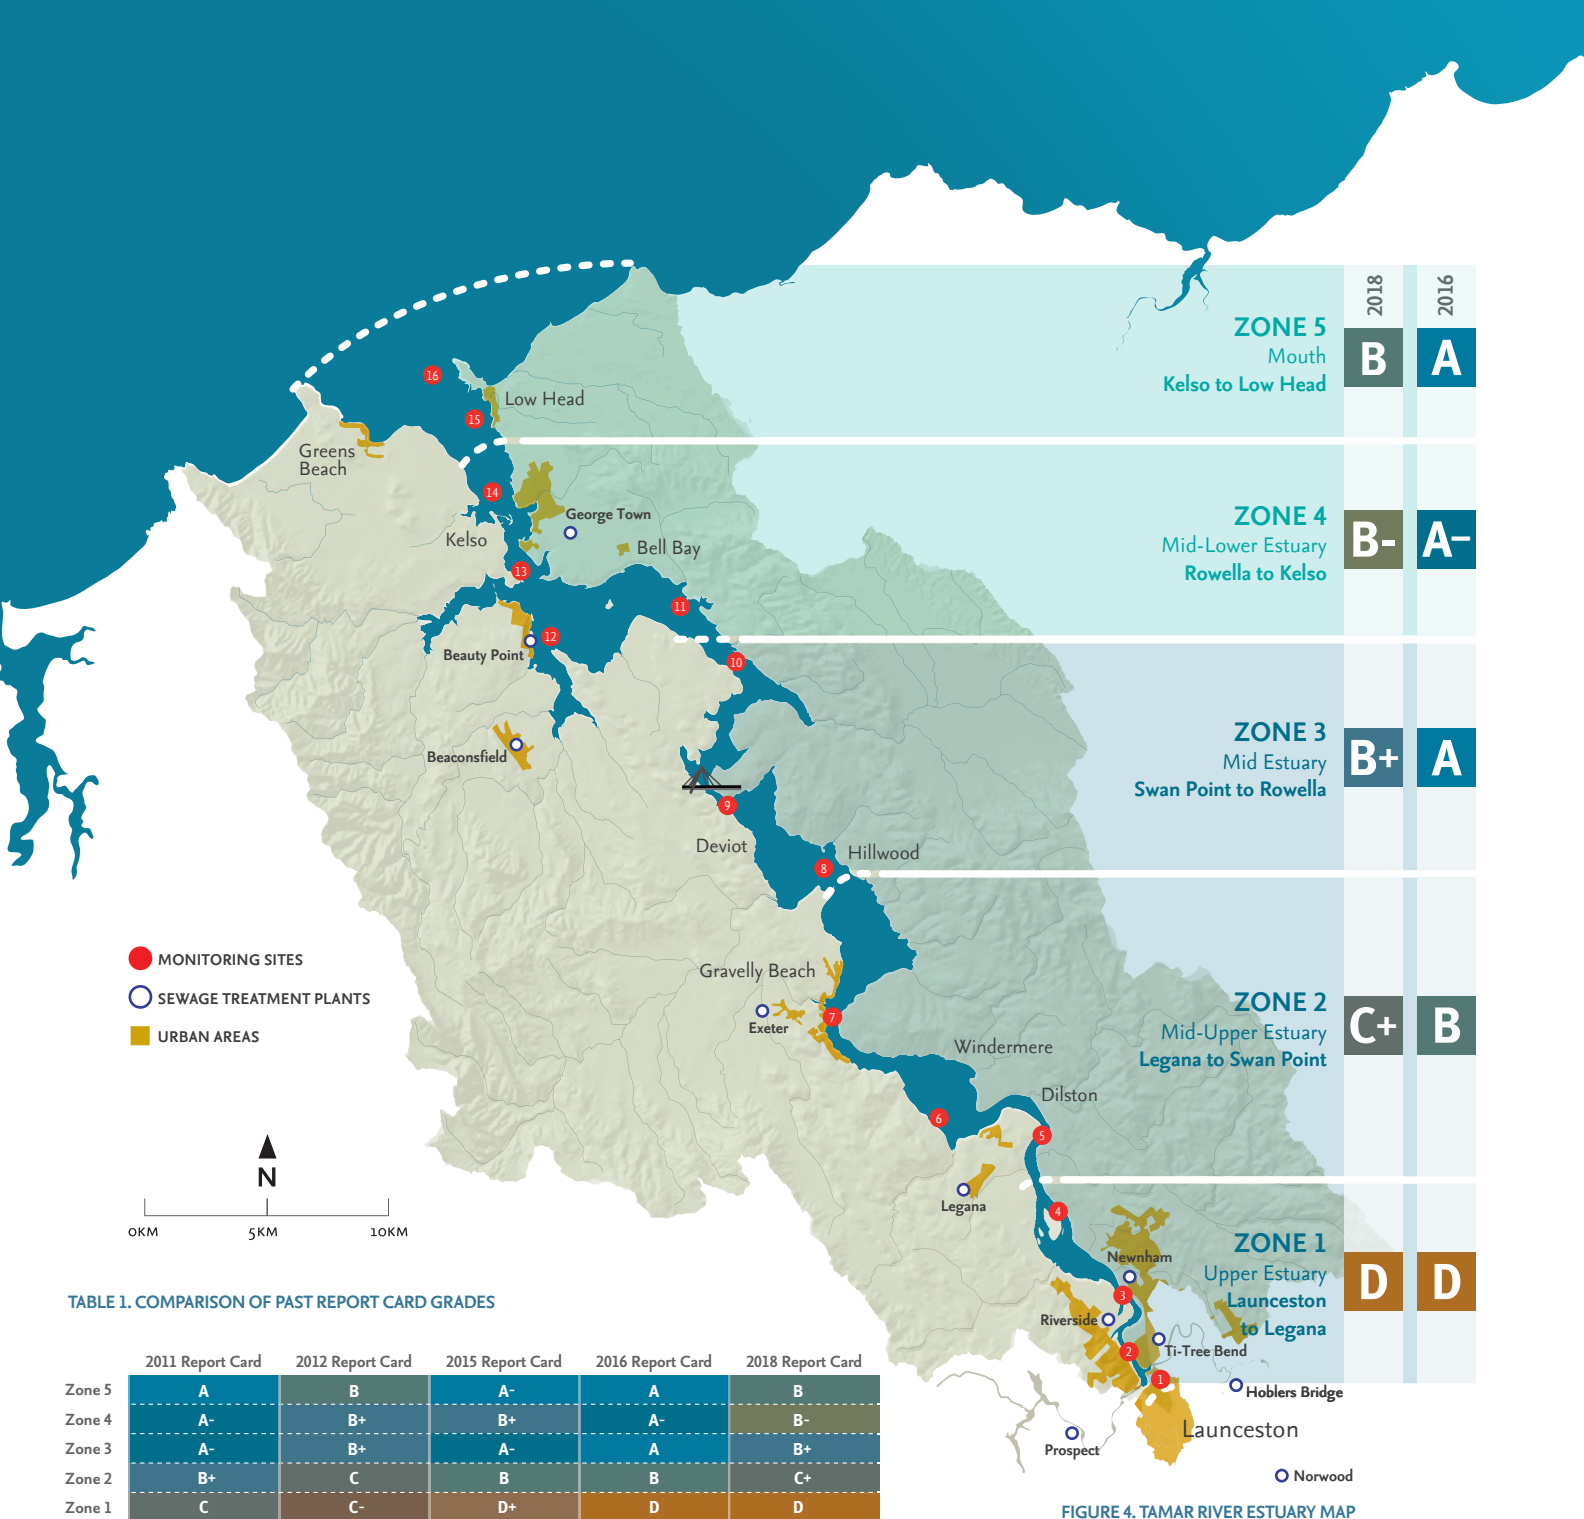 2018
2016
ZONE 5
Mouth
Kelso to Low Head
B
A
16
15
Low Head
Greens
Beach
14
George Town
Kelso
Bell Bay
13
ZONE 4
Mid-Lower Estuary
Rowella to Kelso
B-
A–
11
12
Beauty Point
10
Beaconsfield
ZONE 3
Mid Estuary
Swan Point to Rowella
B+
A
9
Deviot
Hillwood
8
MONITORING SITES
SEWAGE TREATMENT PLANTS
URBAN AREAS
Gravelly Beach
Exeter
7
Windermere
Dilston
ZONE 2
Mid-Upper Estuary
Legana to Swan Point
C+
B
6
5
Legana
4
N
0KM
5KM
10KM
Newnham
ZONE 1
Upper Estuary
Launceston
to Legana
D
D
3
Riverside
2
Ti-Tree Bend
1
Hoblers Bridge
Launceston
Prospect
Norwood
TABLE 1. COMPARISON OF PAST REPORT CARD GRADES
2011 Report Card 2012 Report Card 2015 Report Card 2016 Report Card 2018 Report Card
Zone 5 A B A- A B
Zone 4 A- B+ B+ A- B-
Zone 3 A- B+ A- A B+
Zone 2 B+ C B B C+
Zone 1 C C- D+ D D
FIGURE 4. TAMAR RIVER ESTUARY MAP